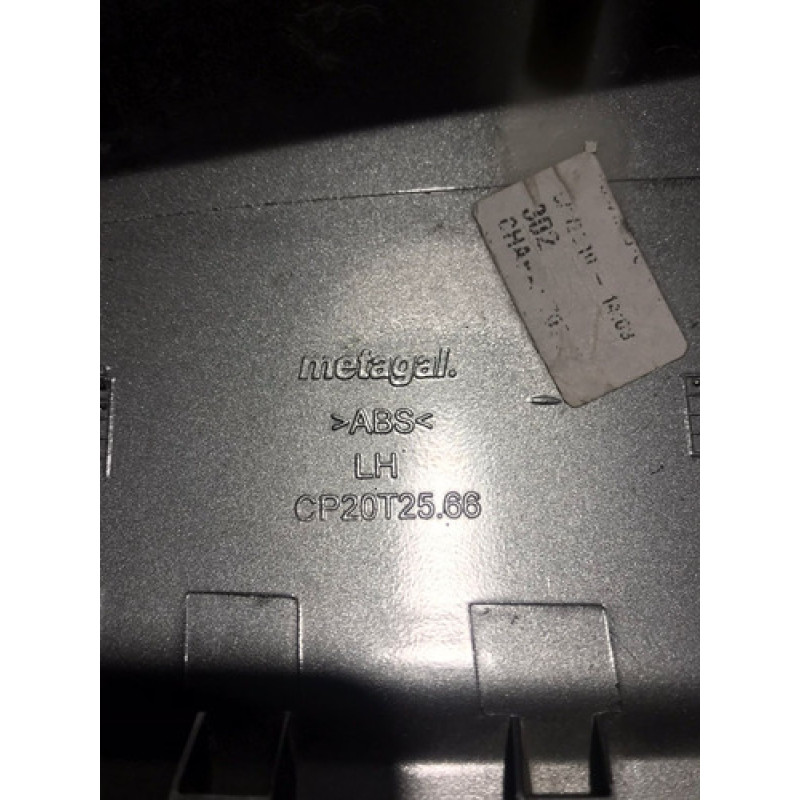 metagal.
>ABS<
LH
CP20T25.66
302